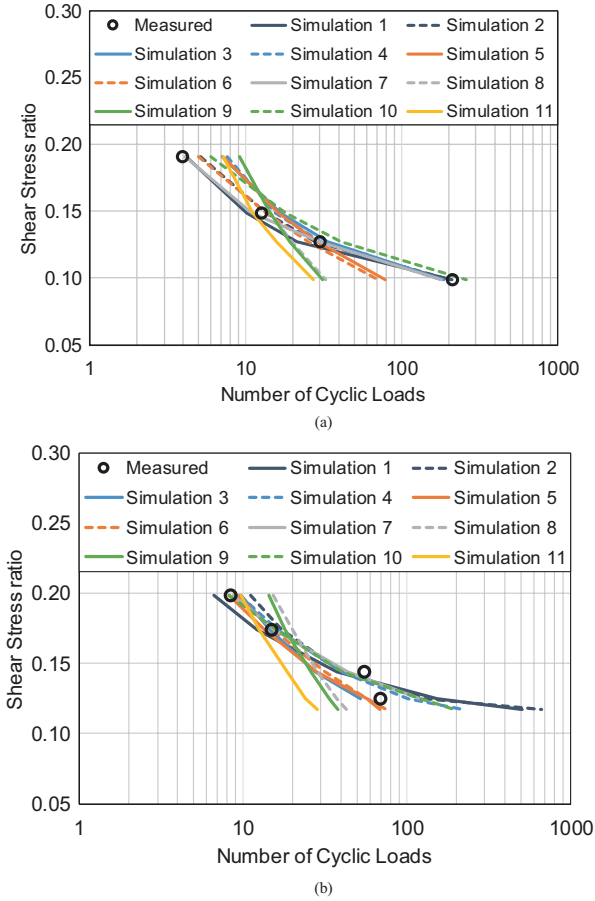 Measured Simulation 1 Simulation 2
Simulation 3 Simulation 4 Simulation 5
Simulation 6 Simulation 7 Simulation 8
Simulation 9 Simulation 10 Simulation 11
0.30
0.25
0.20
0.15
0.10
0.05
Shear Stress ratio
1 10 100 1000
Number of Cyclic Loads
(a)
Measured Simulation 1 Simulation 2
Simulation 3 Simulation 4 Simulation 5
Simulation 6 Simulation 7 Simulation 8
Simulation 9 Simulation 10 Simulation 11
0.30
0.25
0.20
0.15
0.10
0.05
Shear Stress ratio
1 10 100 1000
Number of Cyclic Loads
(b)